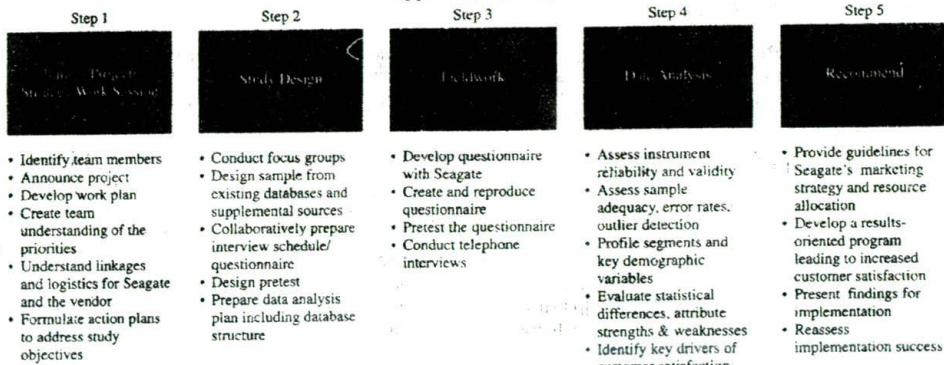 Step 1
Step 2
Step 3
Step 4
Step 5
Project
Strategy Work Session
Study Design
Fieldwork
Data Analysis
Recommend
• Identify team members
• Announce project
• Develop work plan
• Create team
understanding of the
priorities
• Understand linkages
and logistics for Seagate
and the vendor
• Formulate action plans
to address study
objectives
• Conduct focus groups
• Design sample from
existing databases and
supplemental sources
• Collaboratively prepare
interview schedule/
questionnaire
• Design pretest
• Prepare data analysis
plan including database
structure
• Develop questionnaire
with Seagate
• Create and reproduce
questionnaire
• Pretest the questionnaire
• Conduct telephone
interviews
• Assess instrument
reliability and validity
• Assess sample
adequacy, error rates,
outlier detection
• Profile segments and
key demographic
variables
• Evaluate statistical
differences, attribute
strengths & weaknesses
• Identify key drivers of
customer satisfaction
• Provide guidelines for
Seagate's marketing
strategy and resource
allocation
• Develop a results-
oriented program
leading to increased
customer satisfaction
• Present findings for
implementation
• Reassess
implementation success